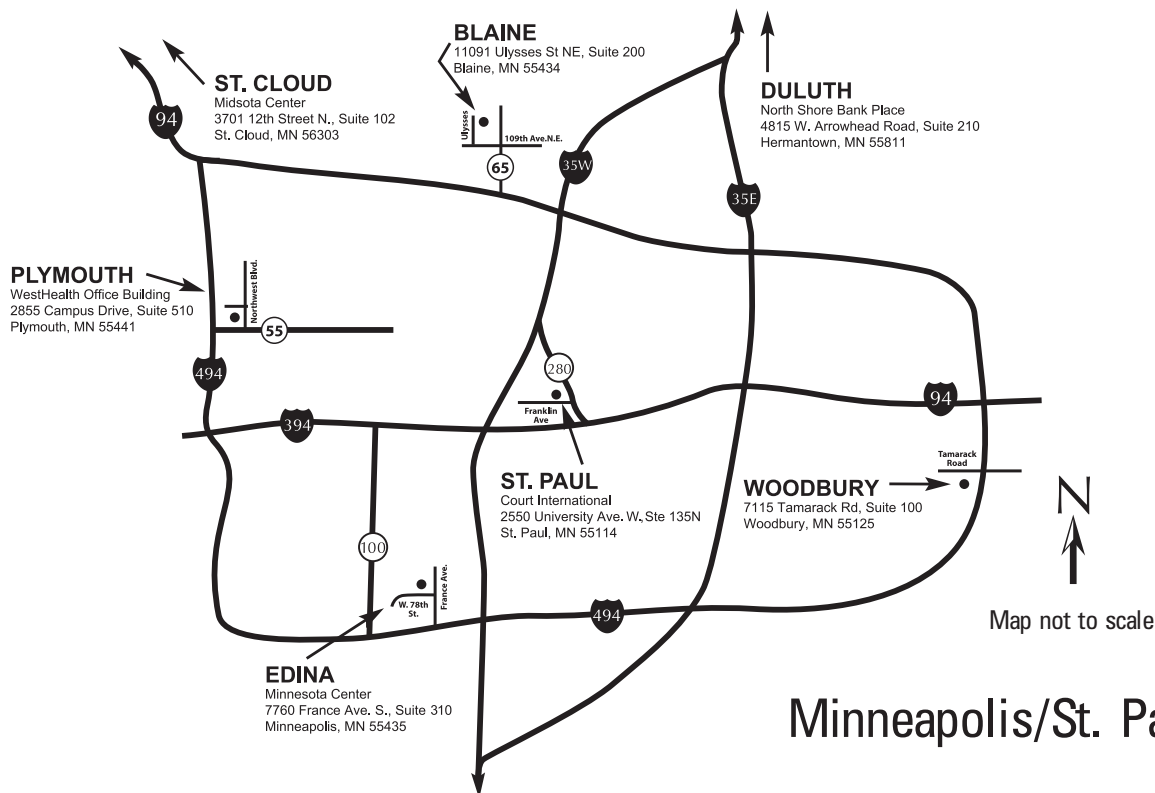 BLAINE
11091 Ulysses St NE, Suite 200
Blaine, MN 55434
ST. CLOUD
Midsota Center
3701 12th Street N., Suite 102
St. Cloud, MN 56303
DULUTH
North Shore Bank Place
4815 W. Arrowhead Road, Suite 210
Hermantown, MN 55811
94
Ulysses
109th Ave.N.E.
65
35W
35E
PLYMOUTH
WestHealth Office Building
2855 Campus Drive, Suite 510
Plymouth, MN 55441
Northwest Blvd.
55
494
280
Franklin
Ave
394
94
ST. PAUL
Court International
2550 University Ave. W., Ste 135N
St. Paul, MN 55114
Tamarack
Road
WOODBURY
7115 Tamarack Rd, Suite 100
Woodbury, MN 55125
N
Map not to scale
100
W. 78th
St.
France Ave.
494
EDINA
Minnesota Center
7760 France Ave. S., Suite 310
Minneapolis, MN 55435
Minneapolis/St. Pa